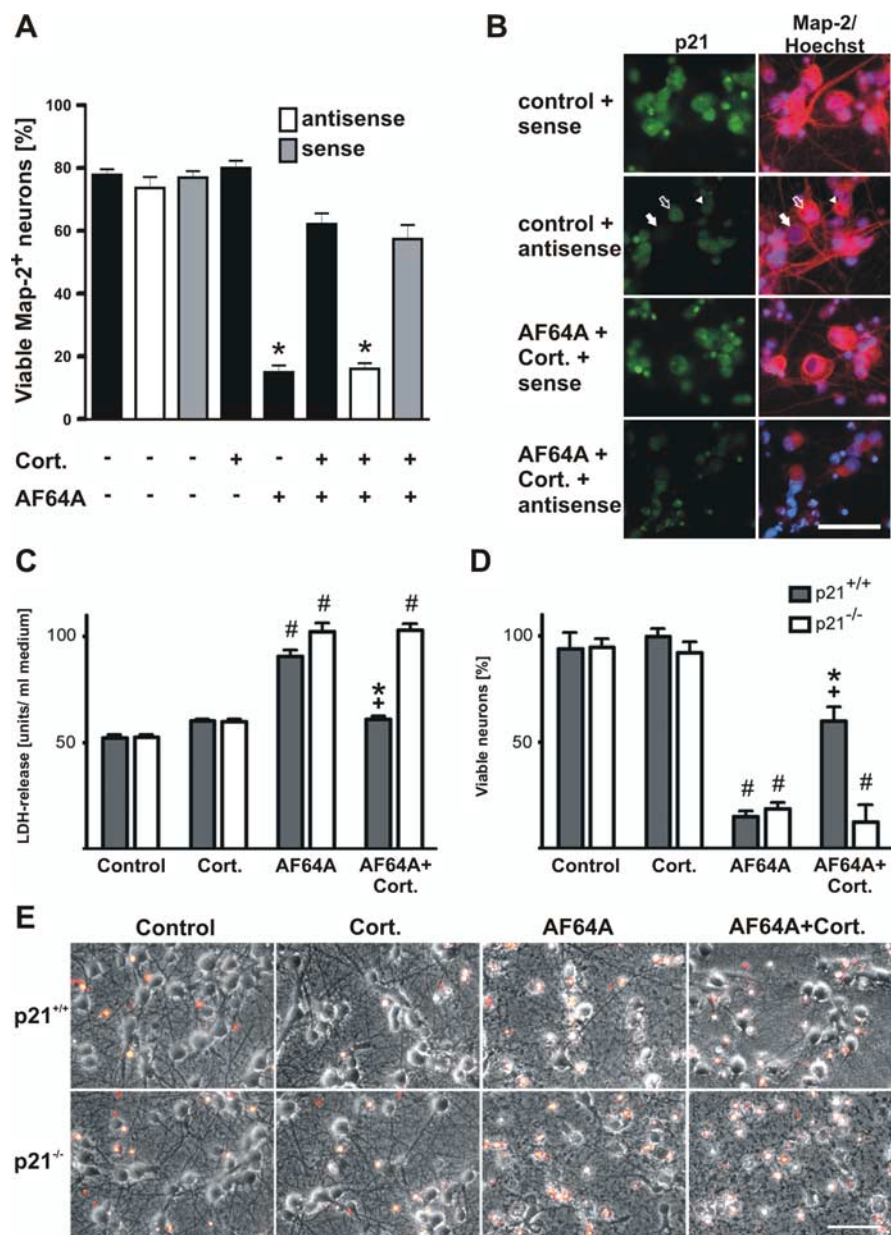 A
Viable Map-2+ neurons [%]
100
80
60
40
20
0
antisense
sense
* *
Cort. - - - + - + + +
AF64A - - - - + + + +
B
p21
Map-2/
Hoechst
control +
sense
control +
antisense
AF64A +
Cort. +
sense
AF64A +
Cort. +
antisense
C
LDH-release [units/ ml medium]
100
50
# # * + #
Control Cort. AF64A AF64A+
Cort.
D
Viable neurons [%]
100
50
p21+/+
p21-/-
# # * + #
Control Cort. AF64A AF64A+
Cort.
E
Control Cort. AF64A AF64A+Cort.
p21+/+
p21-/-